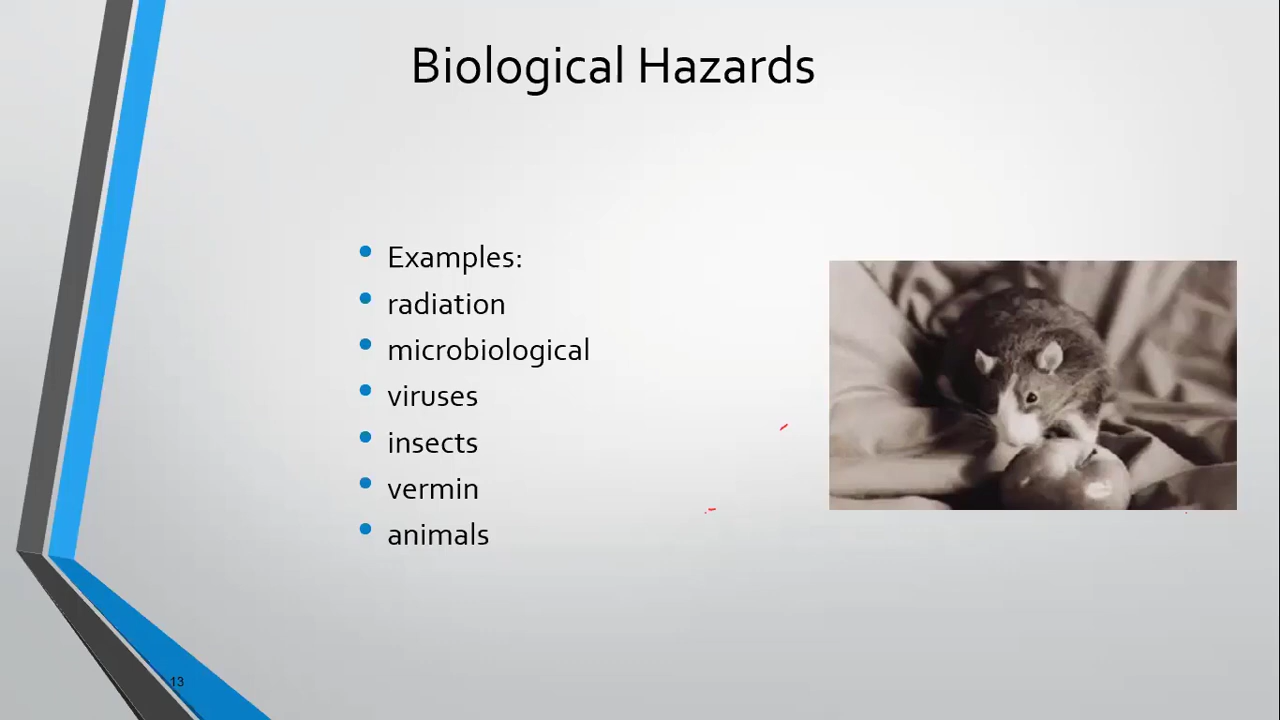 Biological Hazards
• Examples:
• radiation
• microbiological
• viruses
• insects
• vermin
• animals
13